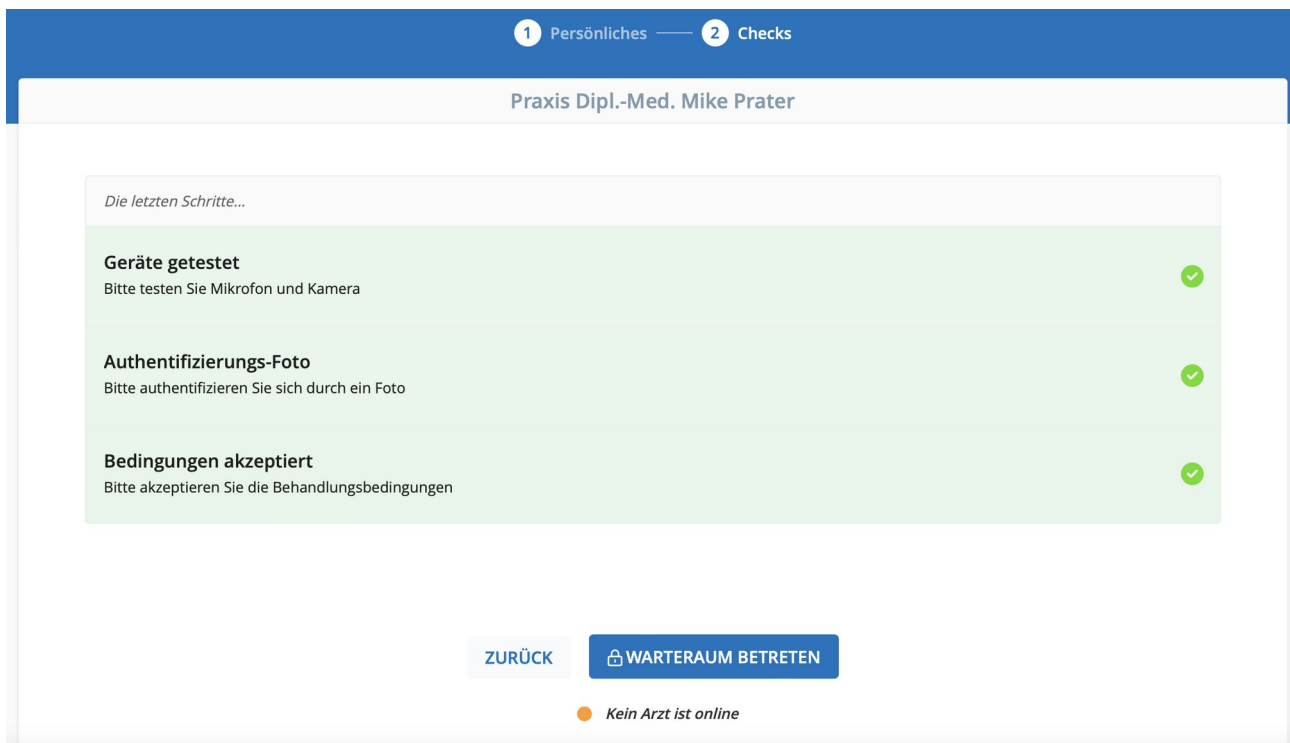 1 Persönliches 2 Checks
Praxis Dipl.-Med. Mike Prater
Die letzten Schritte...
Geräte getestet
Bitte testen Sie Mikrofon und Kamera
Authentifizierungs-Foto
Bitte authentifizieren Sie sich durch ein Foto
Bedingungen akzeptiert
Bitte akzeptieren Sie die Behandlungsbedingungen
ZURÜCK WARTERAUM BETRETEN
Kein Arzt ist online